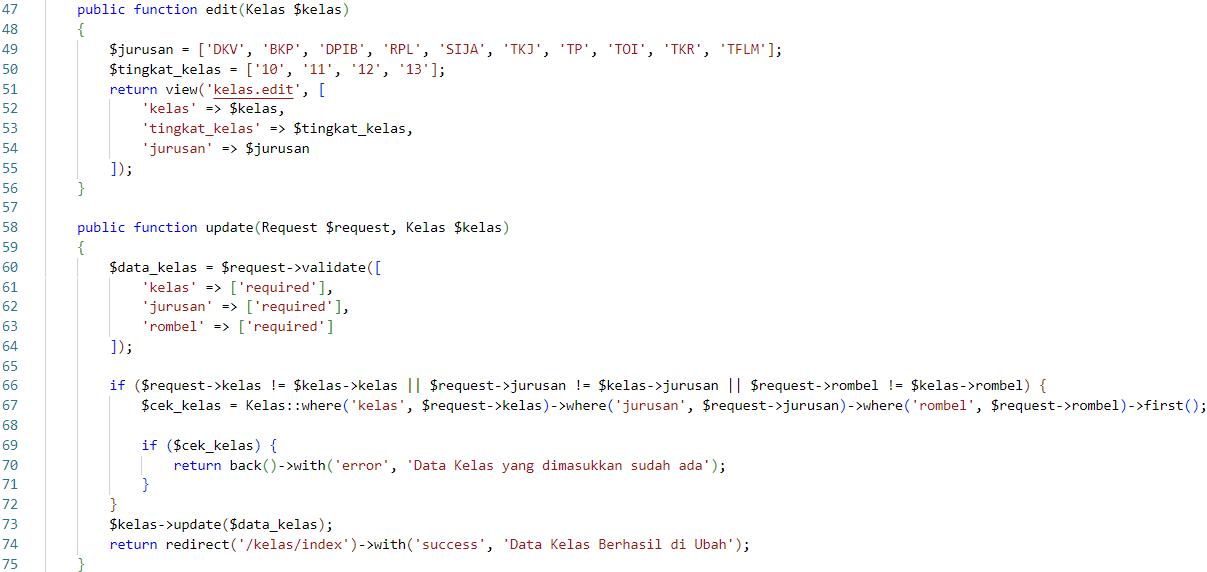 47 public function edit(Kelas $kelas)
48 {
49 $jurusan = ['DKV', 'BKP', 'DPIB', 'RPL', 'SIJA', 'TKJ', 'TP', 'TOI', 'TKR', 'TFLM'];
50 $tingkat_kelas = ['10', '11', '12', '13'];
51 return view('kelas.edit', [
52 'kelas' => $kelas,
53 'tingkat_kelas' => $tingkat_kelas,
54 'jurusan' => $jurusan
55 ]);
56 }
57
58 public function update(Request $request, Kelas $kelas)
59 {
60 $data_kelas = $request->validate([
61 'kelas' => ['required'],
62 'jurusan' => ['required'],
63 'rombel' => ['required']
64 ]);
65
66 if ($request->kelas != $kelas->kelas || $request->jurusan != $kelas->jurusan || $request->rombel != $kelas->rombel) {
67 $cek_kelas = Kelas::where('kelas', $request->kelas)->where('jurusan', $request->jurusan)->where('rombel', $request->rombel)->first();
68
69 if ($cek_kelas) {
70 return back()->with('error', 'Data Kelas yang dimasukkan sudah ada');
71 }
72 }
73 $kelas->update($data_kelas);
74 return redirect('/kelas/index')->with('success', 'Data Kelas Berhasil di Ubah');
75 }